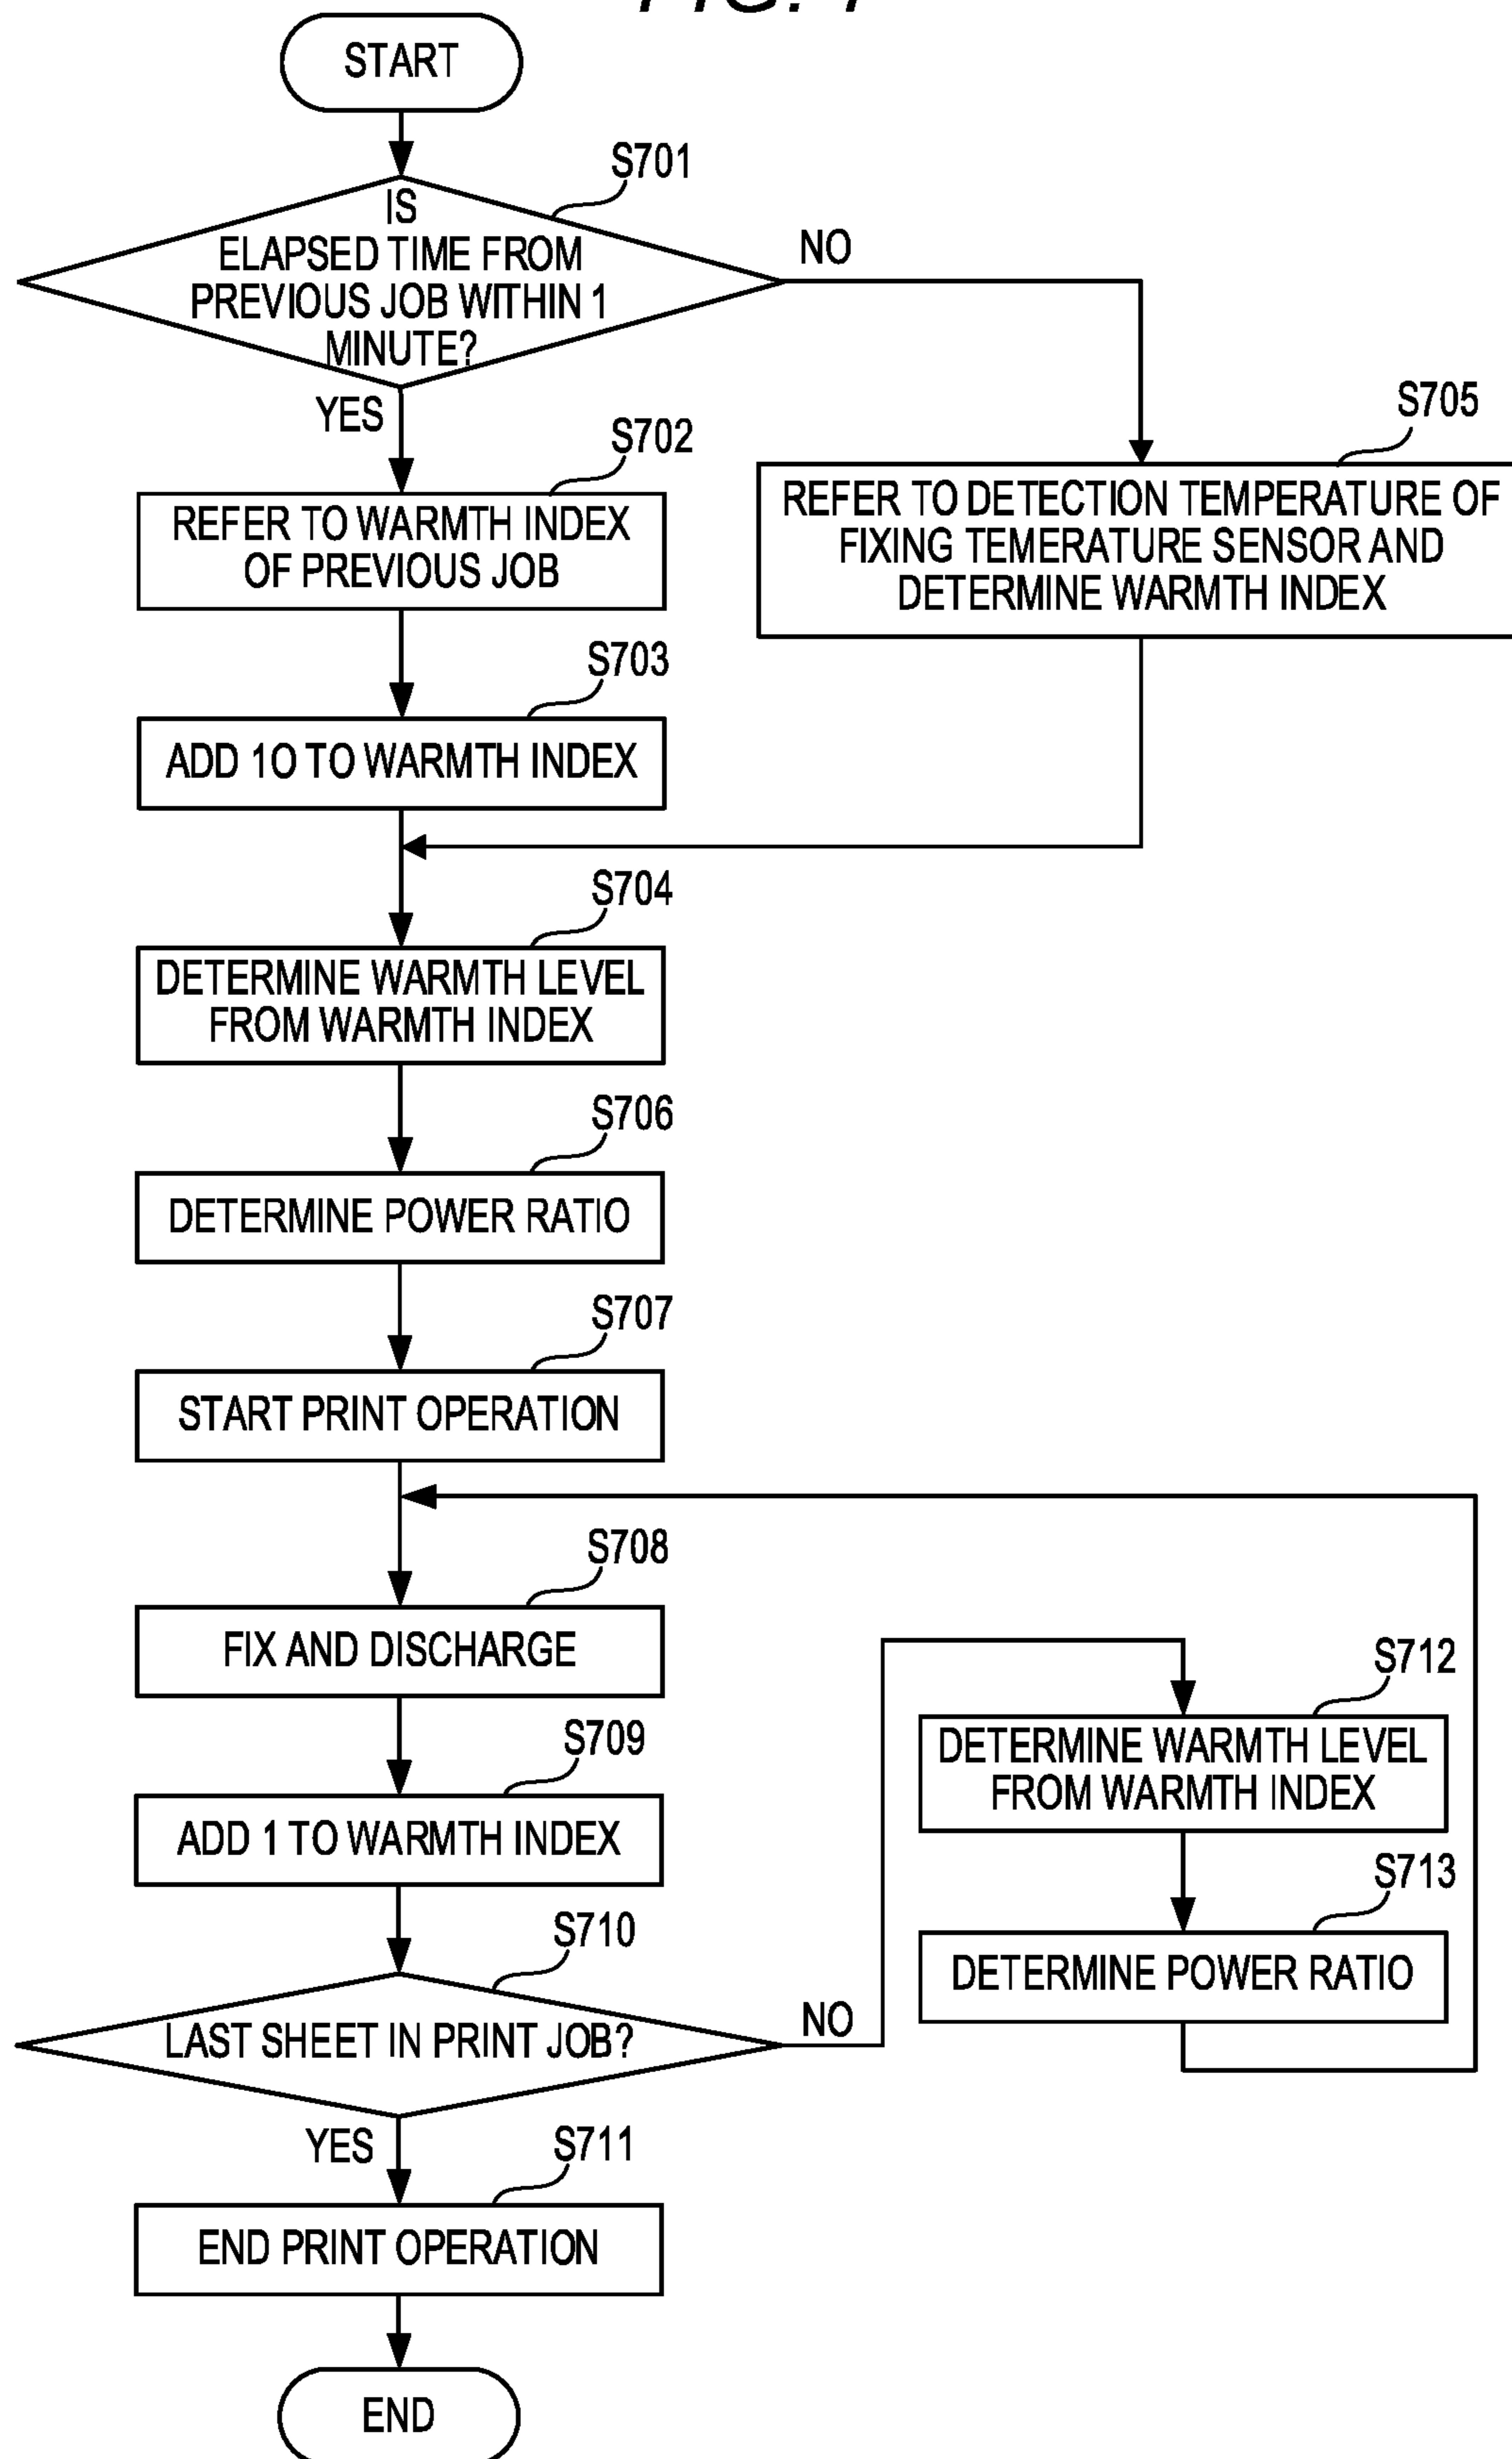 START
S701
IS
ELAPSED TIME FROM
PREVIOUS JOB WITHIN 1
MINUTE?
NO
YES
S702
REFER TO WARMTH INDEX
OF PREVIOUS JOB
S705
REFER TO DETECTION TEMPERATURE OF
FIXING TEMERATURE SENSOR AND
DETERMINE WARMTH INDEX
S703
ADD 10 TO WARMTH INDEX
S704
DETERMINE WARMTH LEVEL
FROM WARMTH INDEX
S706
DETERMINE POWER RATIO
S707
START PRINT OPERATION
S708
FIX AND DISCHARGE
S709
ADD 1 TO WARMTH INDEX
S710
LAST SHEET IN PRINT JOB?
NO
S712
DETERMINE WARMTH LEVEL
FROM WARMTH INDEX
S713
DETERMINE POWER RATIO
YES
S711
END PRINT OPERATION
END